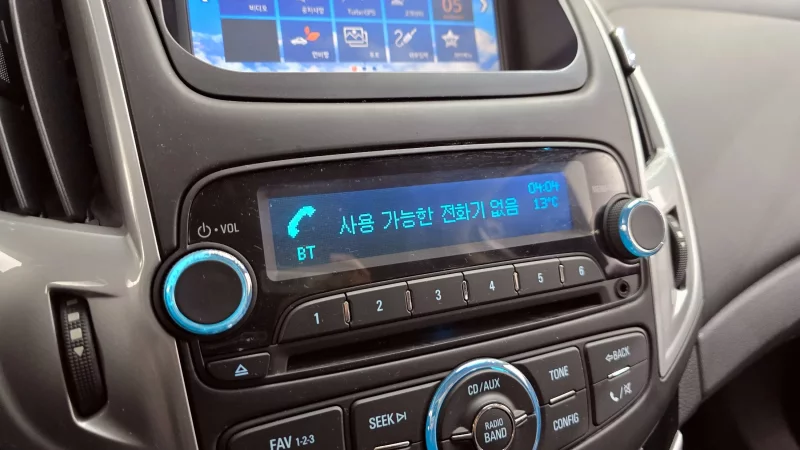 05
사용 가능한 전화기 없음
04:04
13°C
BT
VOL
1
2
3
4
5
6
BACK
TONE
CD/AUX
SEEK
CONFIG
RADIO
BAND
FAV 1-2-3